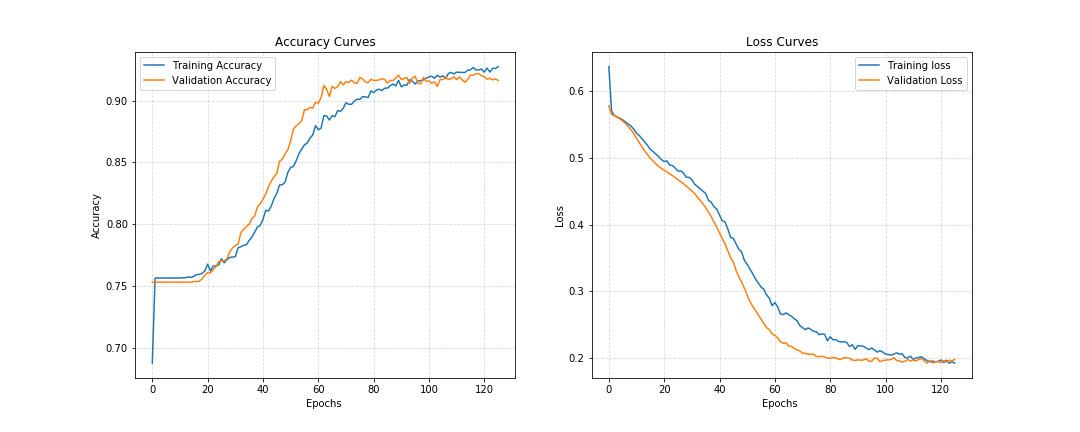 Accuracy Curves
Training Accuracy
Validation Accuracy
0.90
0.85
0.80
0.75
0.70
Accuracy
0 20 40 60 80 100 120
Epochs
Loss Curves
Training loss
Validation Loss
0.6
0.5
0.4
0.3
0.2
Loss
0 20 40 60 80 100 120
Epochs